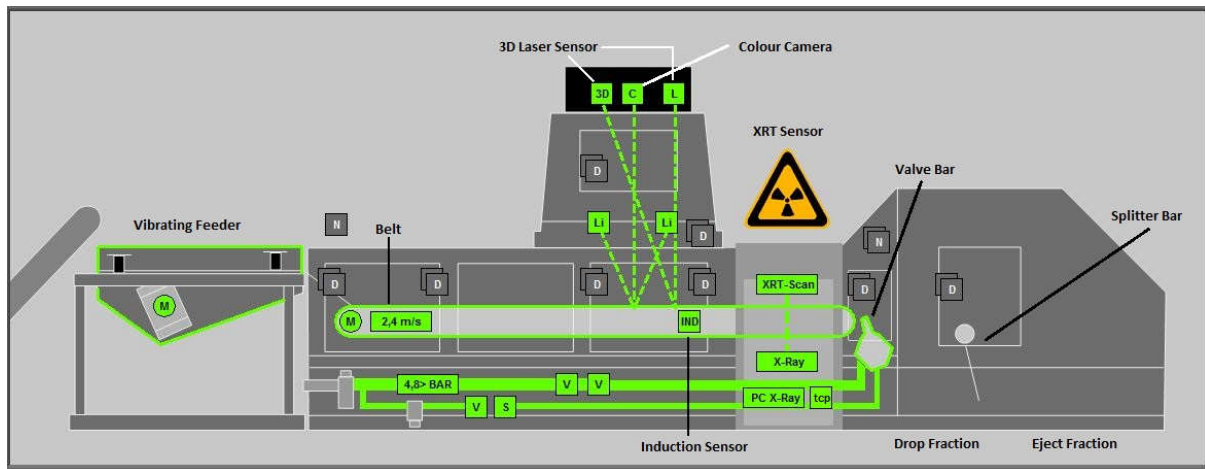 3D Laser Sensor
Colour Camera
3D
C
L
XRT Sensor
D
Valve Bar
Vibrating Feeder
N
Belt
Li
Li
D
N
Splitter Bar
D
D
D
D
XRT-Scan
D
D
M
M
2,4 m/s
IND
X-Ray
4,8> BAR
V
V
PC X-Ray
tcp
V
S
Induction Sensor
Drop Fraction
Eject Fraction